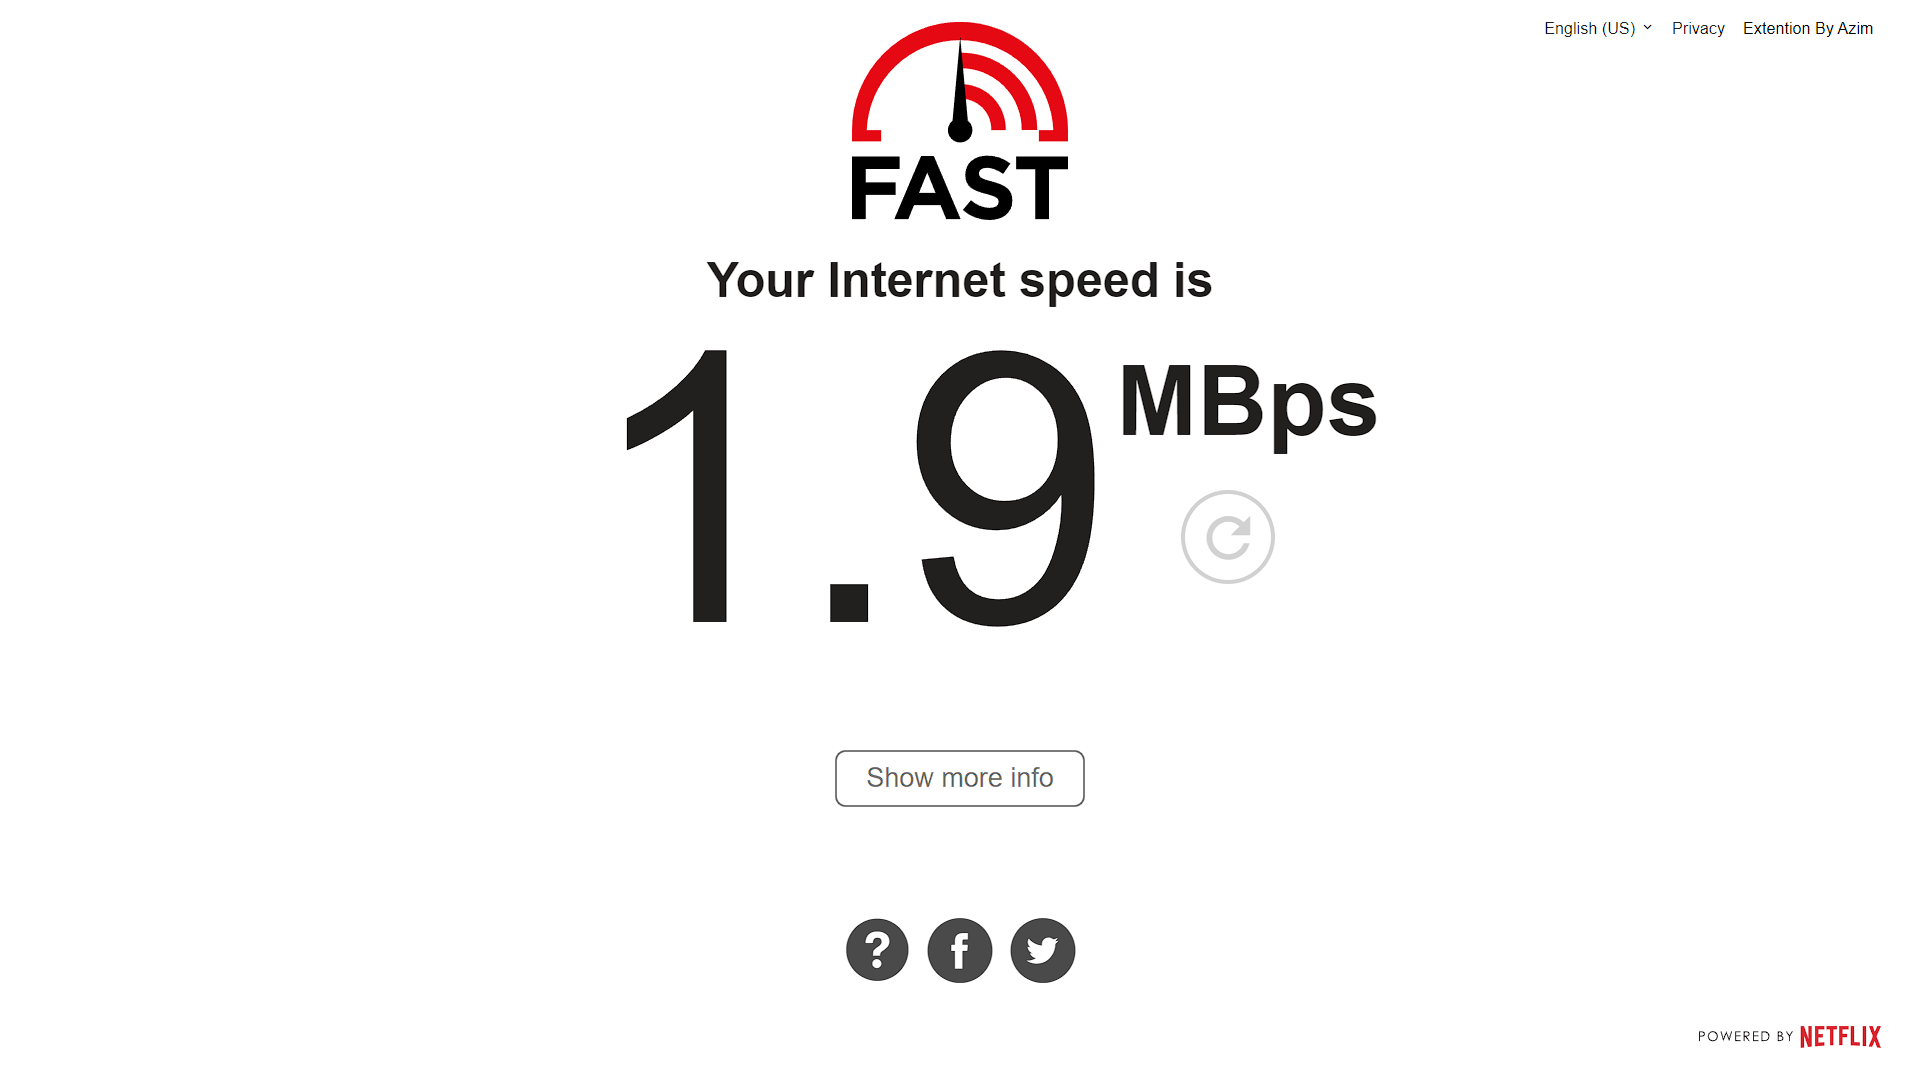 English (US) Privacy Extention By Azim
FAST
Your Internet speed is
1.9 MBps
Show more info
?
f
POWERED BY NETFLIX